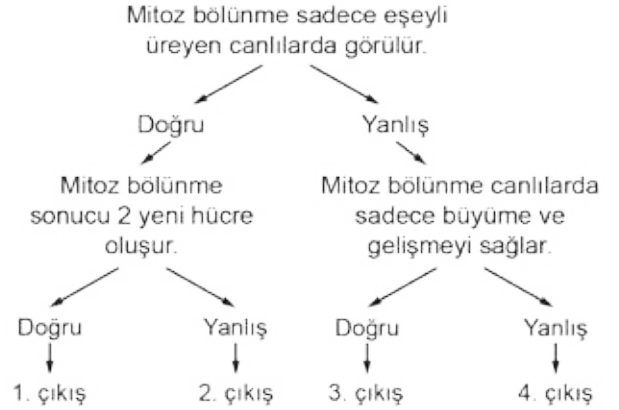 Mitoz bölünme sadece eşeyli
üreyen canlılarda görülür.
Doğru
Yanlış
Mitoz bölünme
sonucu 2 yeni hücre
oluşur.
Mitoz bölünme canlılarda
sadece büyüme ve
gelişmeyi sağlar.
Doğru
Yanlış
Doğru
Yanlış
1. çıkış
2. çıkış
3. çıkış
4. çıkış